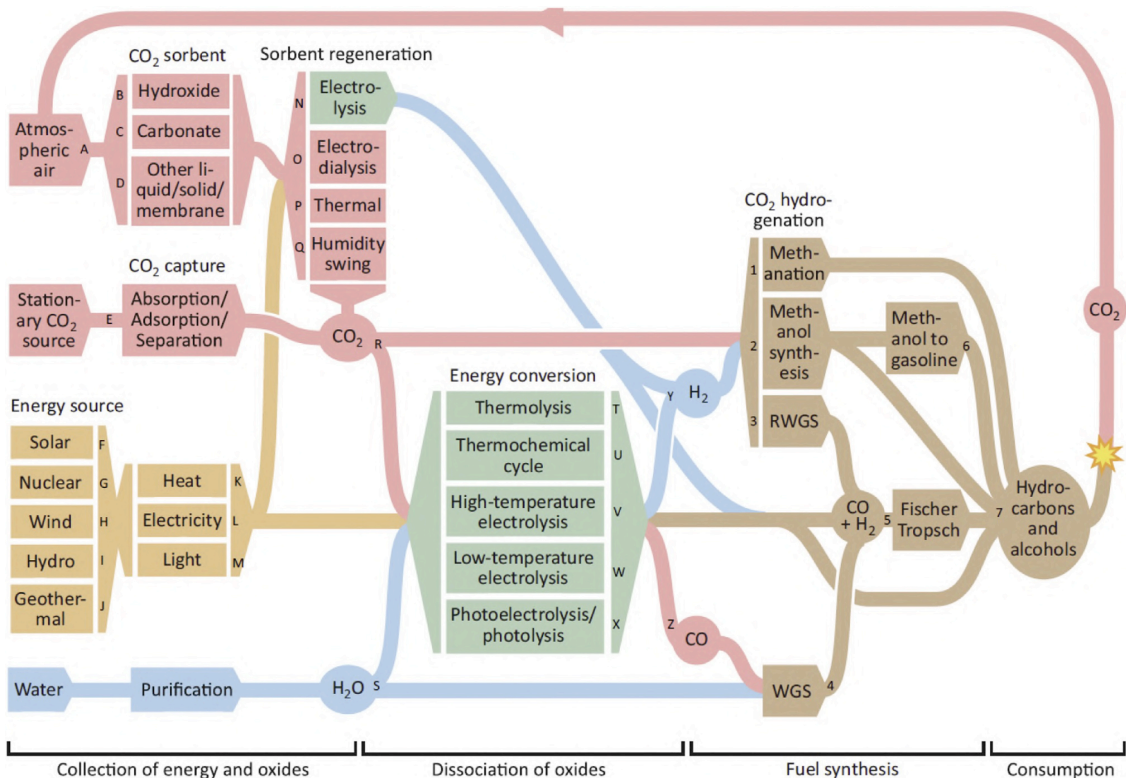 CO₂ sorbent
Sorbent regeneration
B
Hydroxide
C
Carbonate
D
Other li-
quid/solid/
membrane
N
Electro-
lysis
O
Electro-
dialysis
P
Thermal
Q
Humidity
swing
Atmos-
pheric
air
A
CO₂ capture
Station-
ary CO₂
source
E
Absorption/
Adsorption/
Separation
CO₂
R
CO₂ hydro-
genation
1
Meth-
anation
2
Meth-
anol
synth-
esis
3
RWGS
Meth-
anol to
gasoline
6
CO₂
Energy source
Solar
F
Nuclear
G
Wind
H
Hydro
I
Geother-
mal
J
Heat
K
Electricity
L
Light
M
Energy conversion
Thermolysis
T
Thermochemical
cycle
U
High-temperature
electrolysis
V
Low-temperature
electrolysis
W
Photoelectrolysis/
photolysis
X
Y
H₂
Z
CO
CO
+ H₂
5
Fischer
Tropsch
7
Hydro-
carbons
and
alcohols
Water
Purification
H₂O
S
WGS
4
Collection of energy and oxides
Dissociation of oxides
Fuel synthesis
Consumption